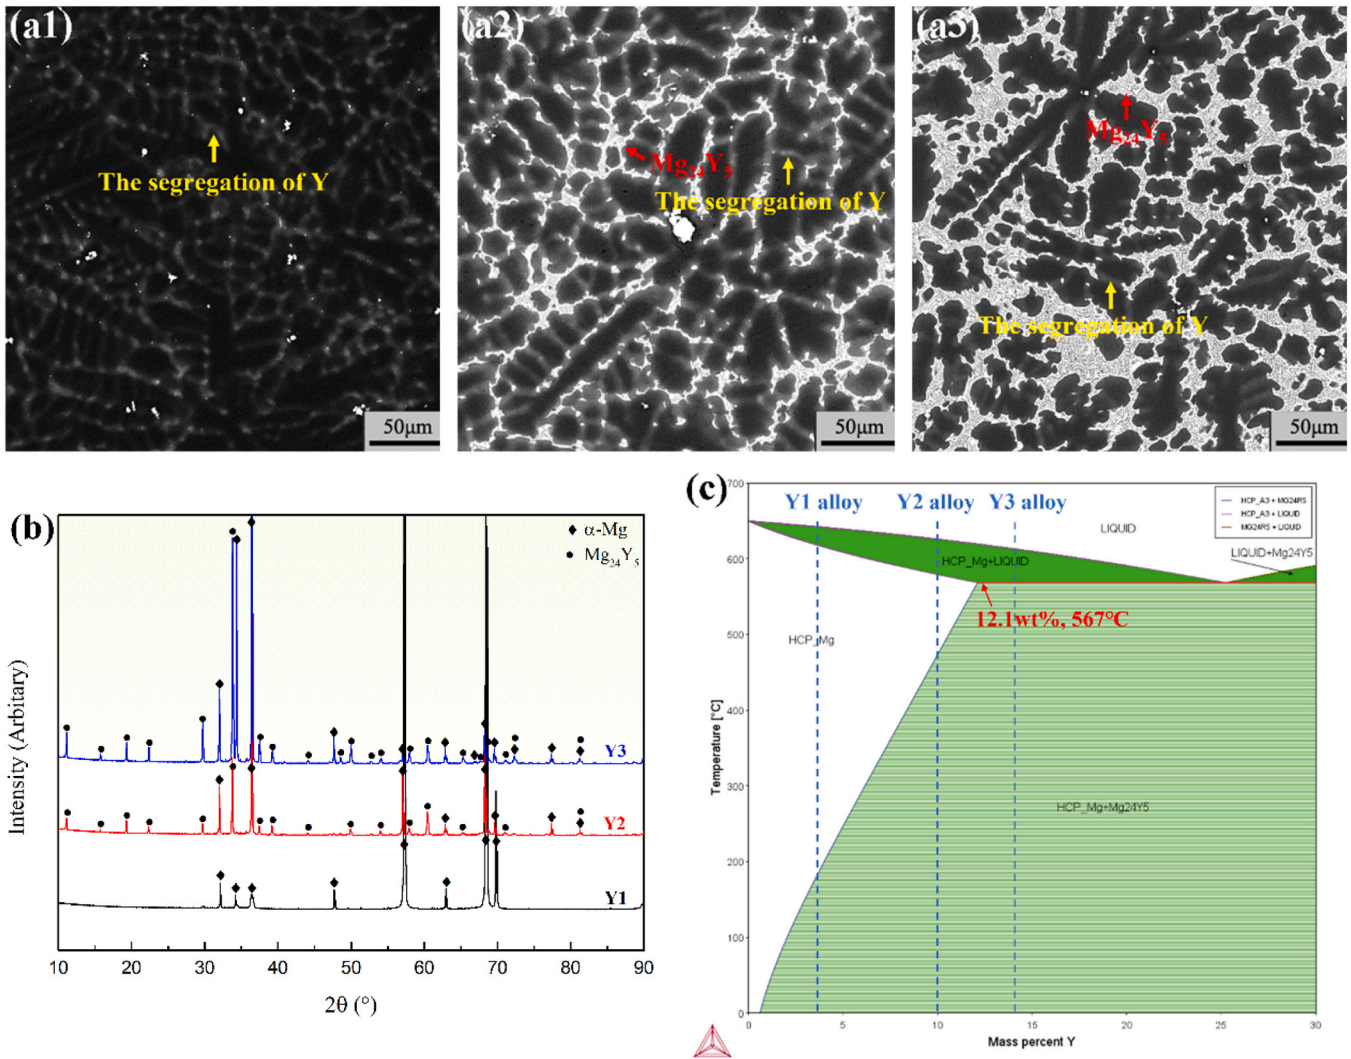 (a1)
The segregation of Y
50μm
(a2)
Mg24Y5
The segregation of Y
50μm
(a3)
Mg24Y5
The segregation of Y
50μm
(b)
α-Mg
Mg24Y5
Y3
Y2
Y1
Intensity (Arbitary)
10 20 30 40 50 60 70 80 90
2θ (°)
(c)
Y1 alloy Y2 alloy Y3 alloy
HCP_A3 + MG24R5
HCP_A3 + LIQUID
MG24R5 + LIQUID
LIQUID
LIQUID+Mg24Y5
HCP_Mg+LIQUID
12.1wt%, 567°C
HCP_Mg
HCP_Mg+Mg24Y5
Temperature [°C]
700
600
500
400
300
200
100
0
0 5 10 15 20 25 30
Mass percent Y